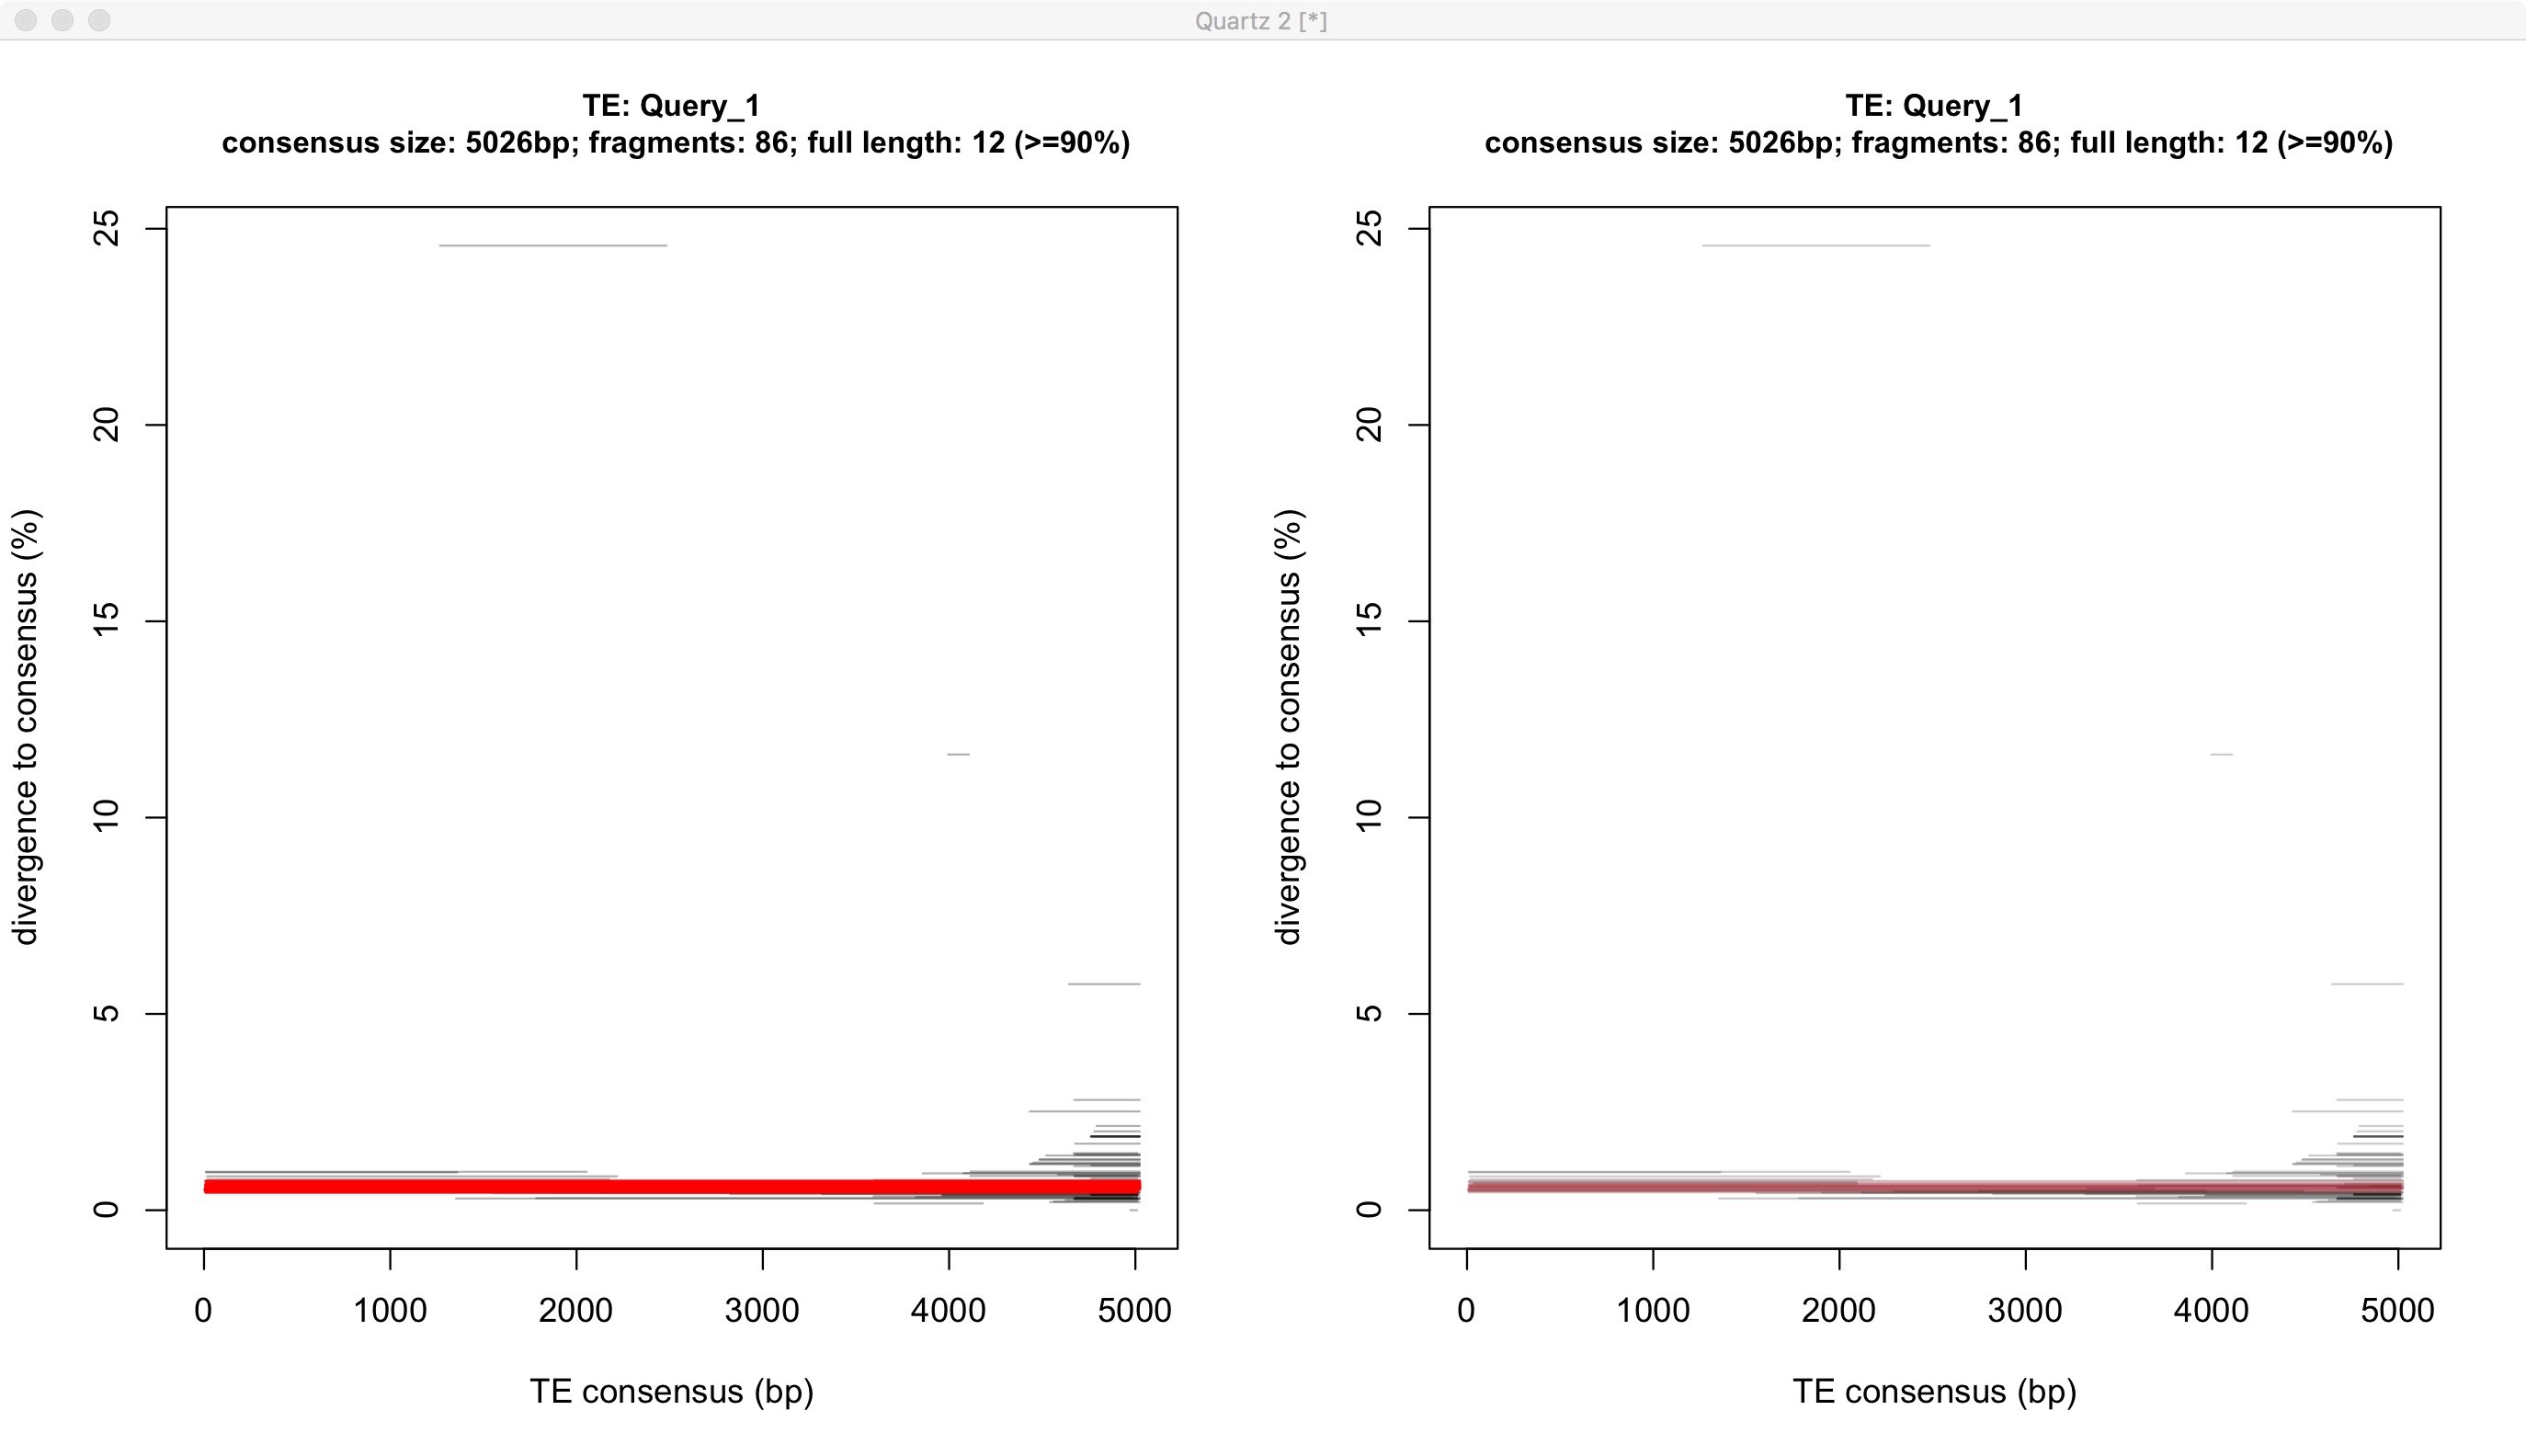 Quartz 2 [*]
TE: Query_1
consensus size: 5026bp; fragments: 86; full length: 12 (>=90%)
25
20
15
10
5
0
divergence to consensus (%)
0 1000 2000 3000 4000 5000
TE consensus (bp)
TE: Query_1
consensus size: 5026bp; fragments: 86; full length: 12 (>=90%)
25
20
15
10
5
0
divergence to consensus (%)
0 1000 2000 3000 4000 5000
TE consensus (bp)